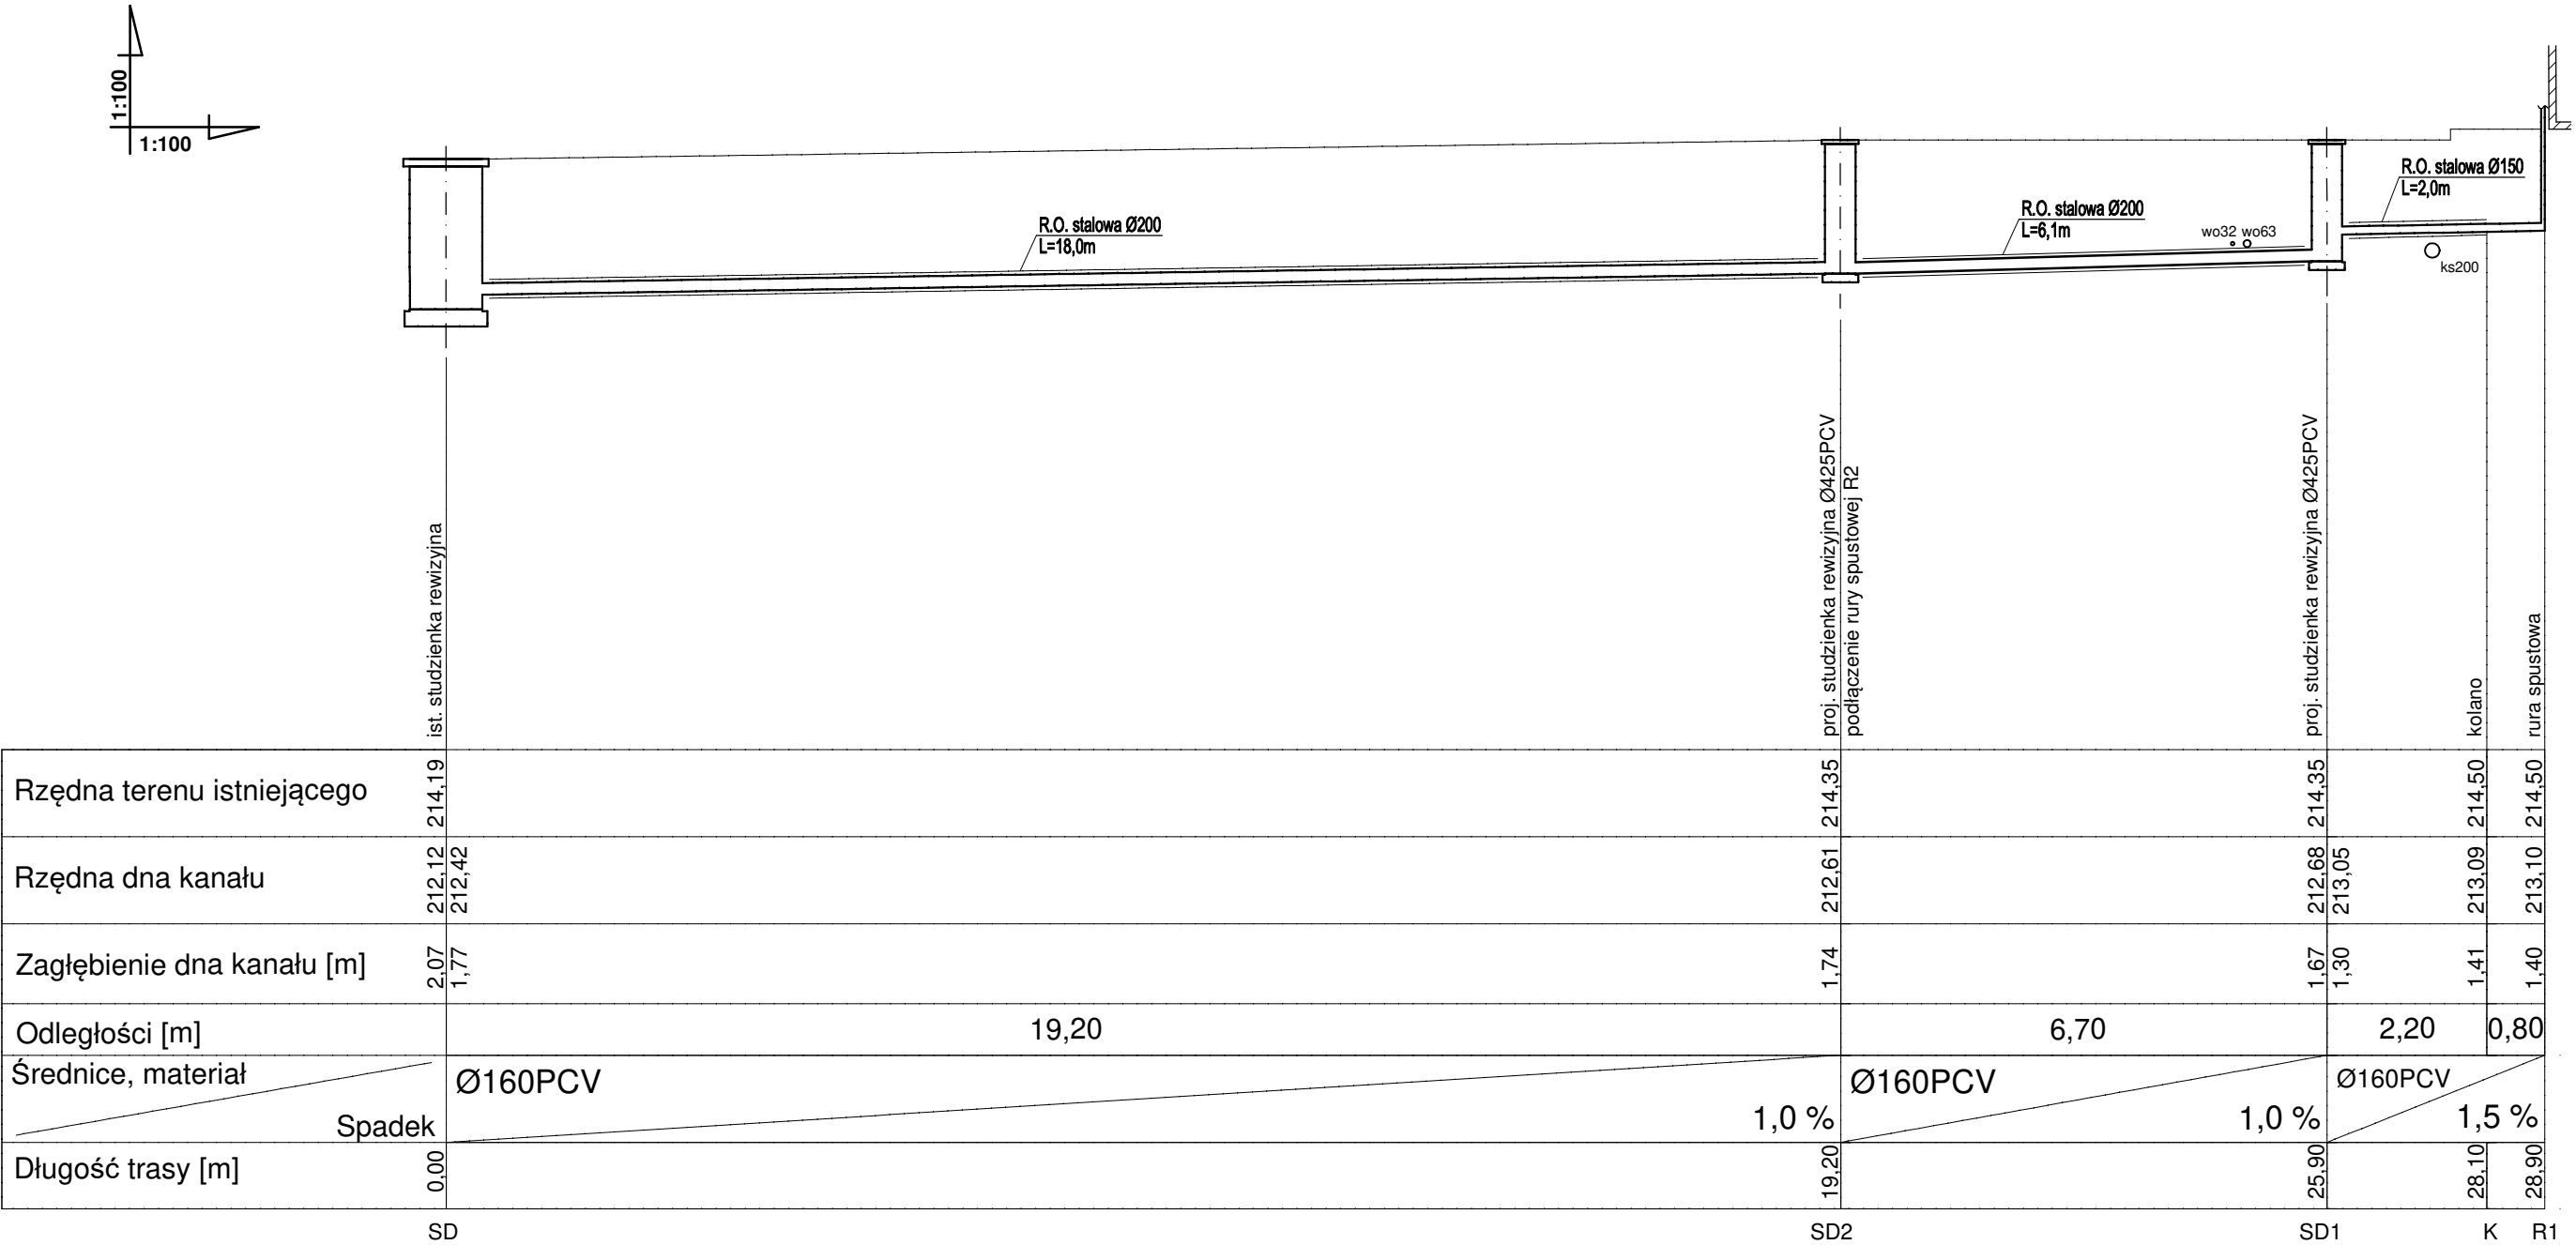 1:100
1:100
R.O. stalowa Ø200
L=18,0m
R.O. stalowa Ø200
L=6,1m
wo32 wo63
R.O. stalowa Ø150
L=2,0m
ks200
ist. studzienka rewizyjna
proj. studzienka rewizyjna Ø425PCV
podłączenie rury spustowej R2
proj. studzienka rewizyjna Ø425PCV
kolano
rura spustowa
Rzędna terenu istniejącego 214,19 214,35 214,35 214,50 214,50
Rzędna dna kanału 212,12 212,42 212,61 212,68 213,05 213,09 213,10
Zagłębienie dna kanału [m] 2,07 1,77 1,74 1,67 1,30 1,41 1,40
Odległości [m] 19,20 6,70 2,20 0,80
Średnice, materiał Ø160PCV Ø160PCV Ø160PCV
Spadek 1,0 % 1,0 % 1,5 %
Długość trasy [m] 0,00 19,20 25,90 28,10 28,90
SD SD2 SD1 K R1